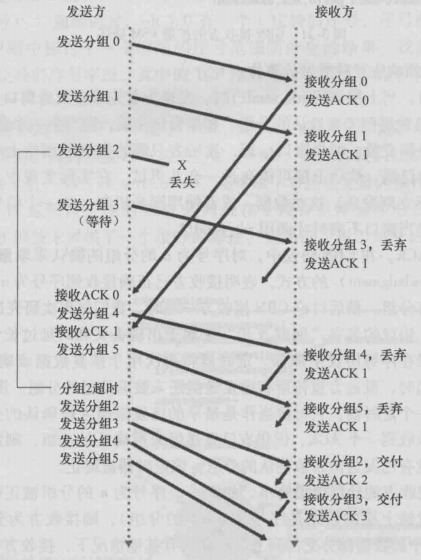 发送方
发送分组 0
发送分组 1
发送分组 2
X
丢失
发送分组 3
（等待）
接收ACK 0
发送分组 4
接收ACK 1
发送分组 5
分组2超时
发送分组2
发送分组3
发送分组4
发送分组5
接收方
接收分组 0
发送ACK 0
接收分组 1
发送ACK 1
接收分组 3，丢弃
发送ACK 1
接收分组 4，丢弃
发送ACK 1
接收分组5，丢弃
发送ACK 1
接收分组2，交付
发送ACK 2
接收分组3，交付
发送ACK 3